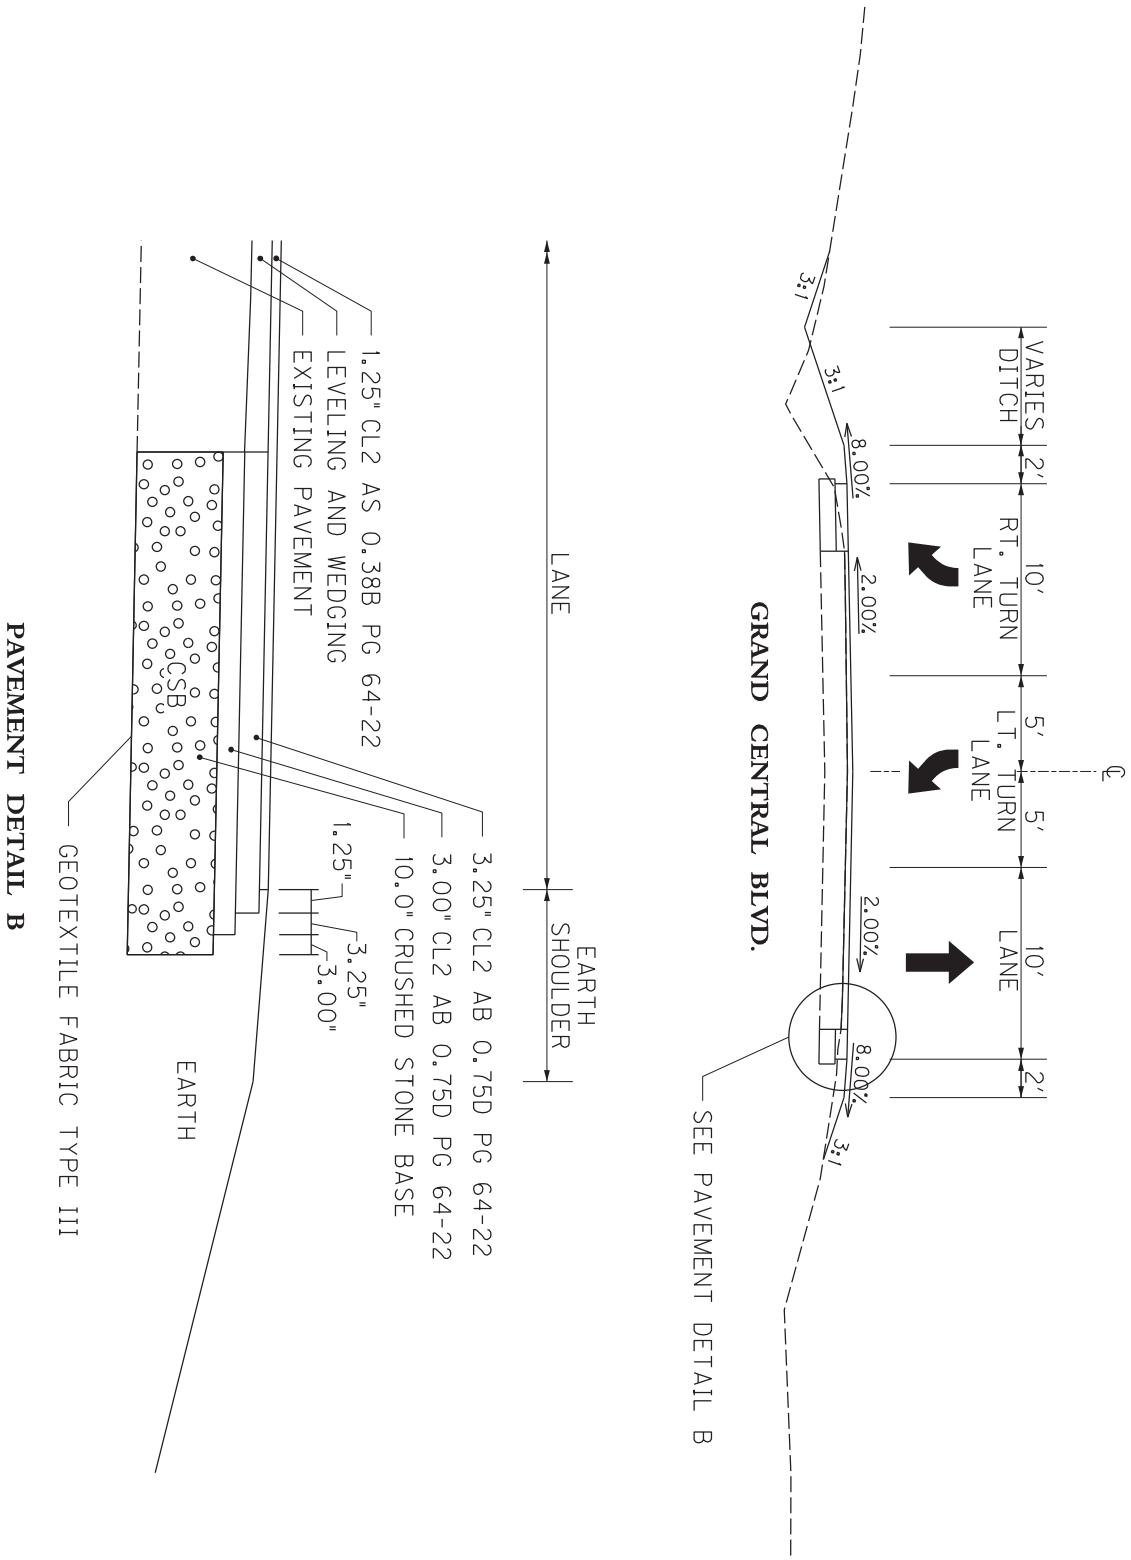 ℄
VARIES
DITCH
2'
10'
RT. TURN
LANE
5'
5'
LT. TURN
LANE
10'
LANE
2'
3:1
3:1
8.00%
2.00%
2.00%
8.00%
3:1
GRAND CENTRAL BLVD.
SEE PAVEMENT DETAIL B
LANE
EARTH
SHOULDER
3.25" CL2 AB 0.75D PG 64-22
3.00" CL2 AB 0.75D PG 64-22
10.0" CRUSHED STONE BASE
1.25" CL2 AS 0.38B PG 64-22
LEVELING AND WEDGING
EXISTING PAVEMENT
1.25"
3.25"
3.00"
CSB
EARTH
GEOTEXTILE FABRIC TYPE III
PAVEMENT DETAIL B